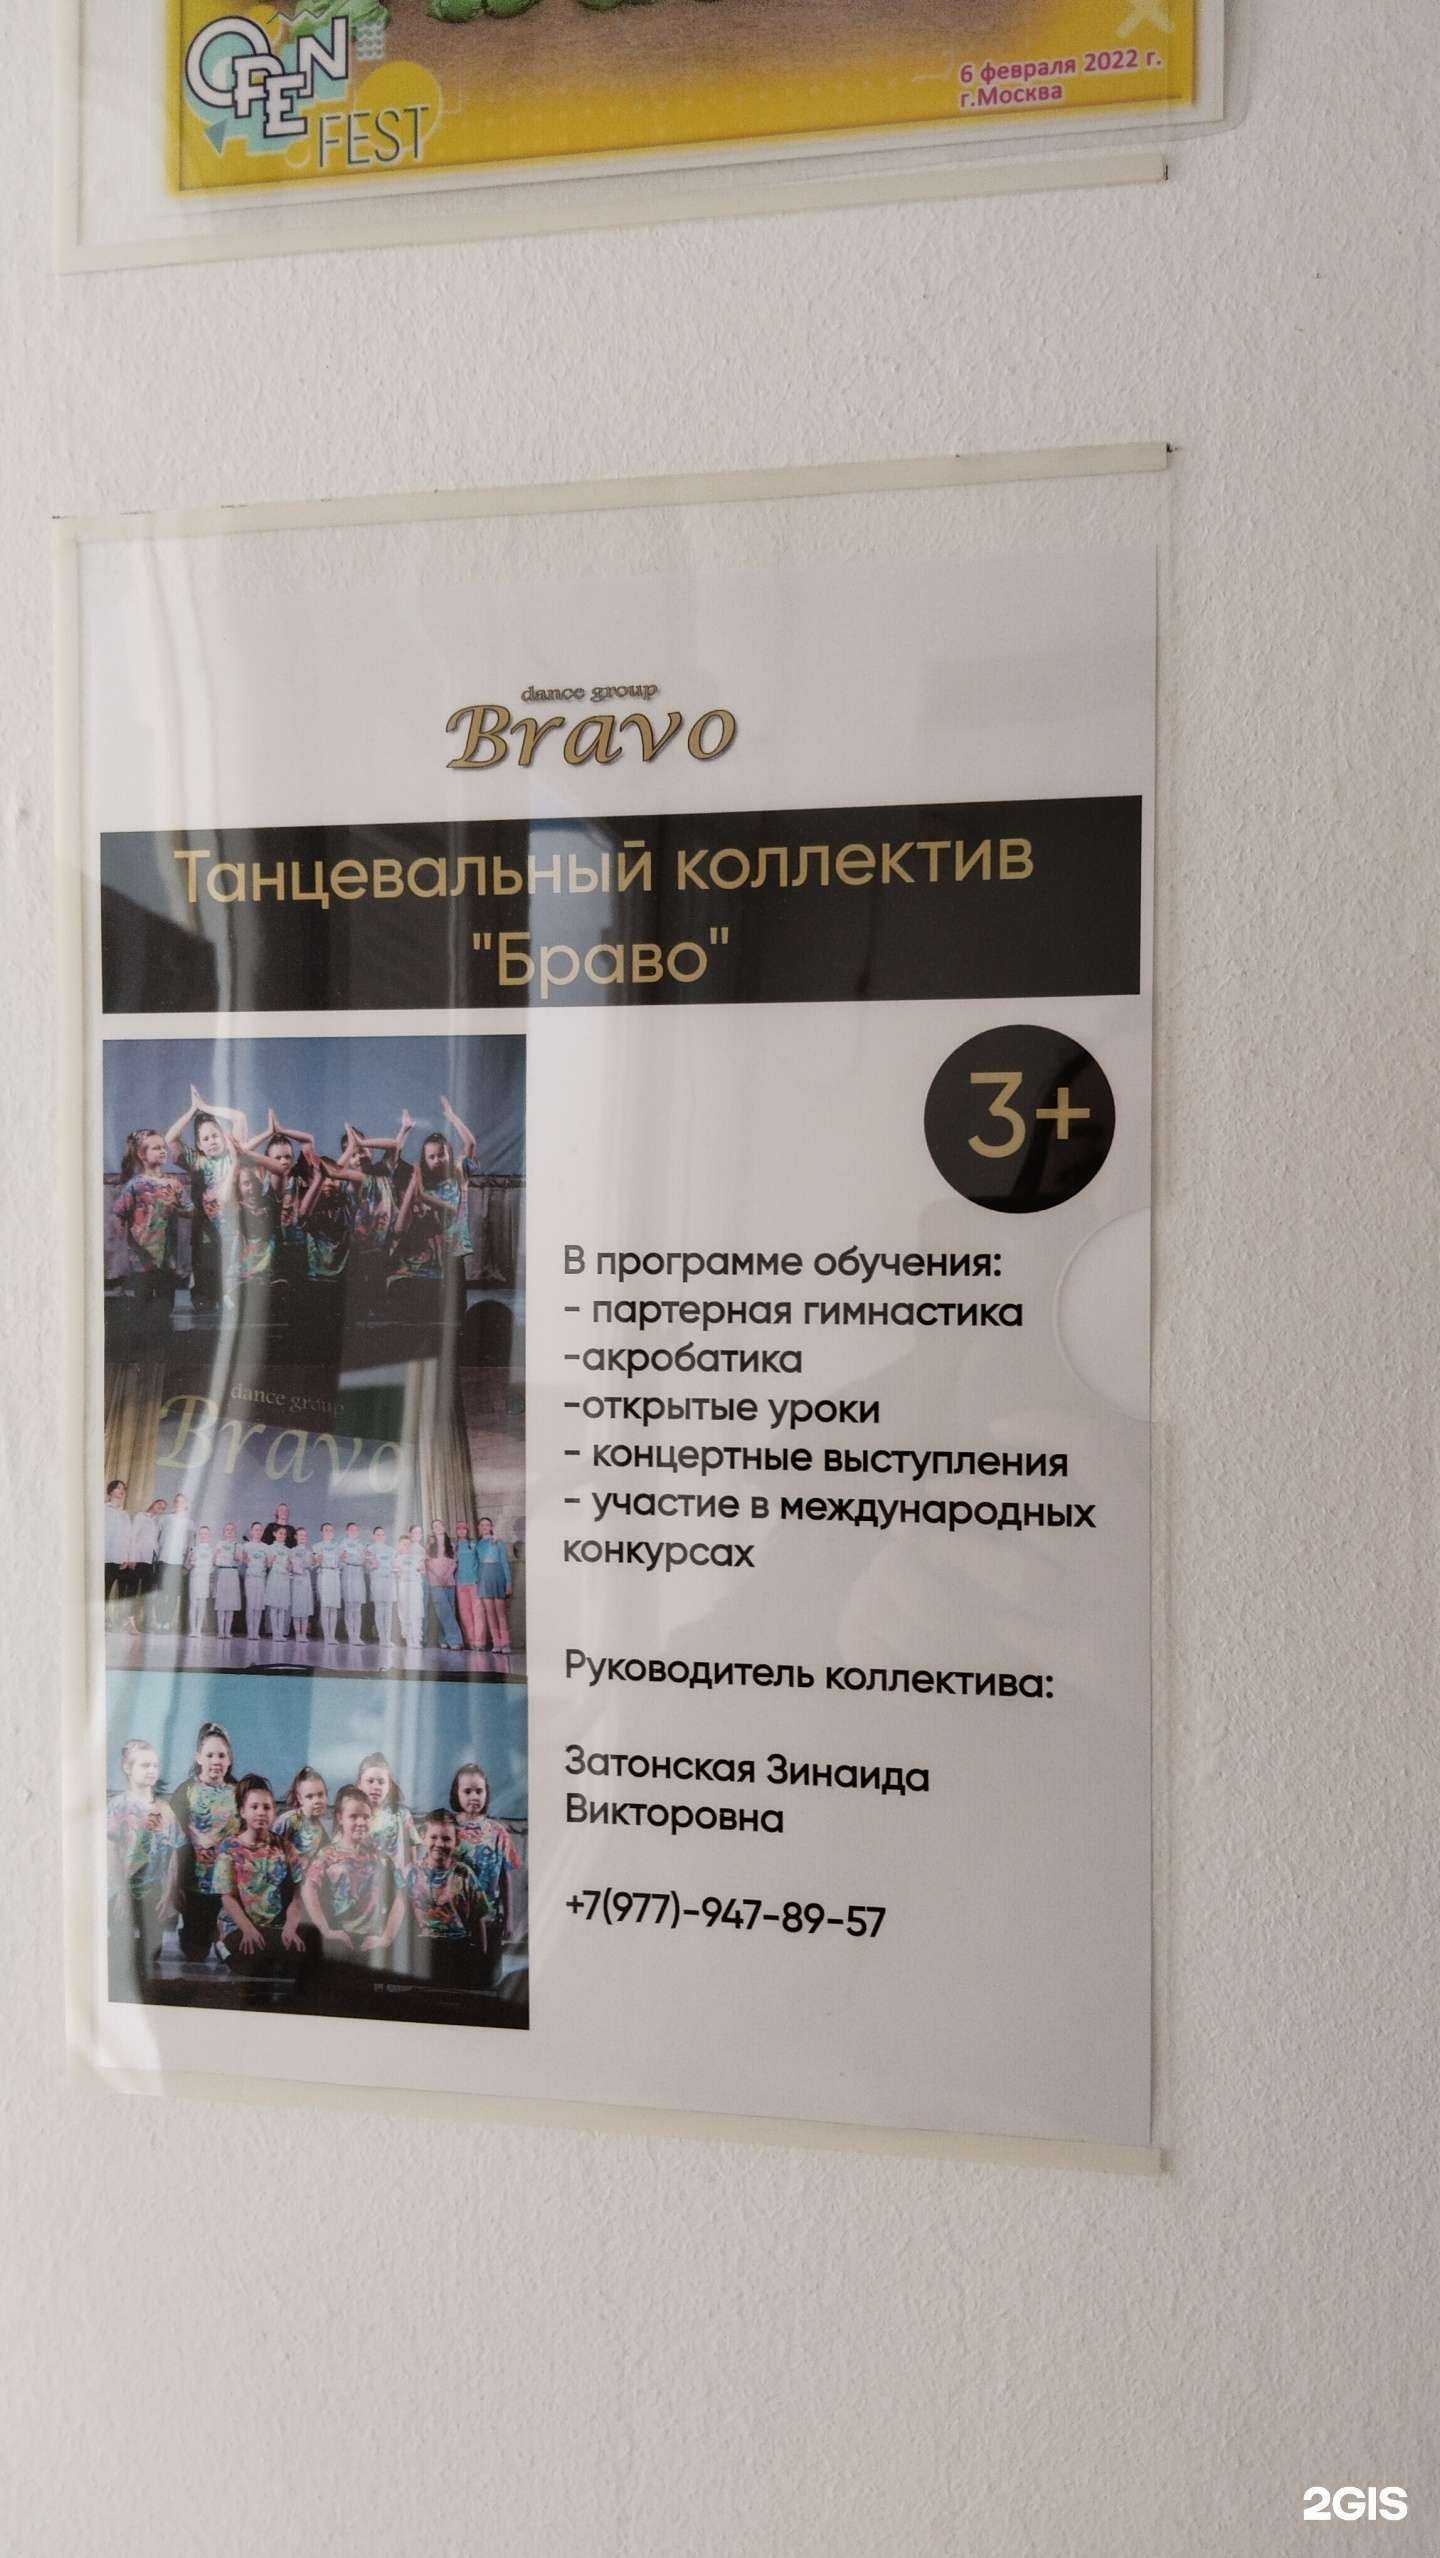 OPEN
FEST
6 февраля 2022 г.
г.Москва
dance group
Bravo
Танцевальный коллектив
"Браво"
3+
dance group
Bravo
В программе обучения:
- партерная гимнастика
-акробатика
-открытые уроки
- концертные выступления
- участие в международных
конкурсах
Руководитель коллектива:
Затонская Зинаида
Викторовна
+7(977)-947-89-57
2GIS